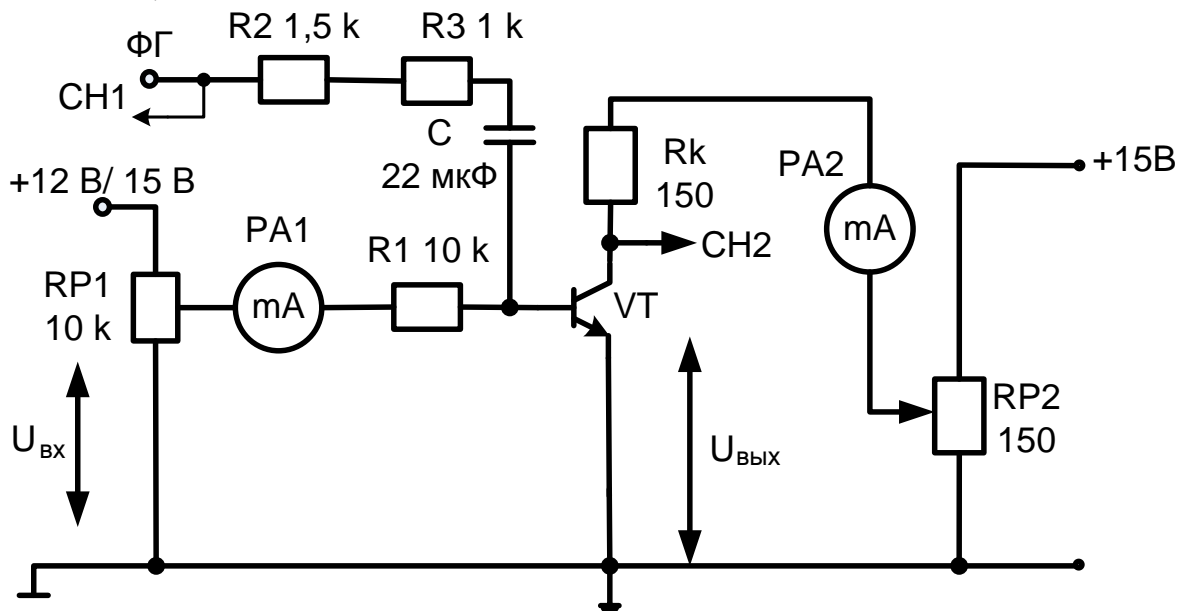 ФГ
R2 1,5 k
R3 1 k
CH1
C
22 мкФ
Rk
150
PA2
mA
+15В
+12 В/ 15 В
PA1
mA
R1 10 k
CH2
RP1
10 k
VT
Uвх
Uвых
RP2
150